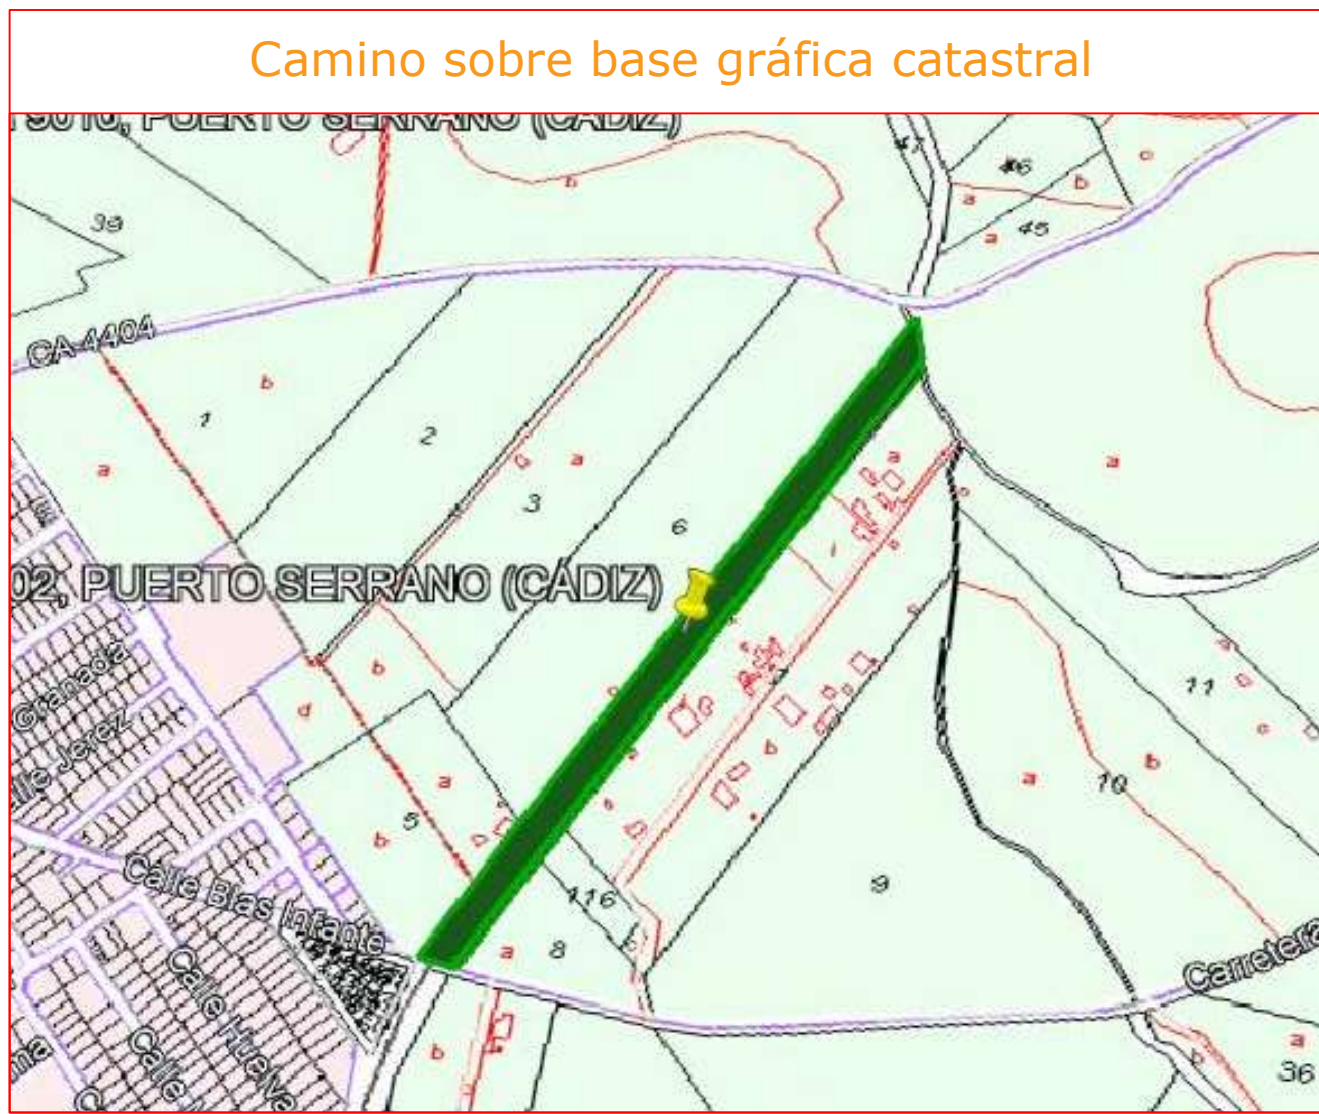 Camino sobre base gráfica catastral
9010, PUERTO SERRANO (CÁDIZ)
47
46
c
b
b
a
39
45
a
CA-4404
b
1
2
a
a
3
a
a
6
02, PUERTO SERRANO (CÁDIZ)
Granada
b
11
d
lle Jerez
c
b
a
b
10
a
5
b
Calle Blas Infante
116
9
a
8
Carretera
Calle Huelva
Calle
b
a
b
36